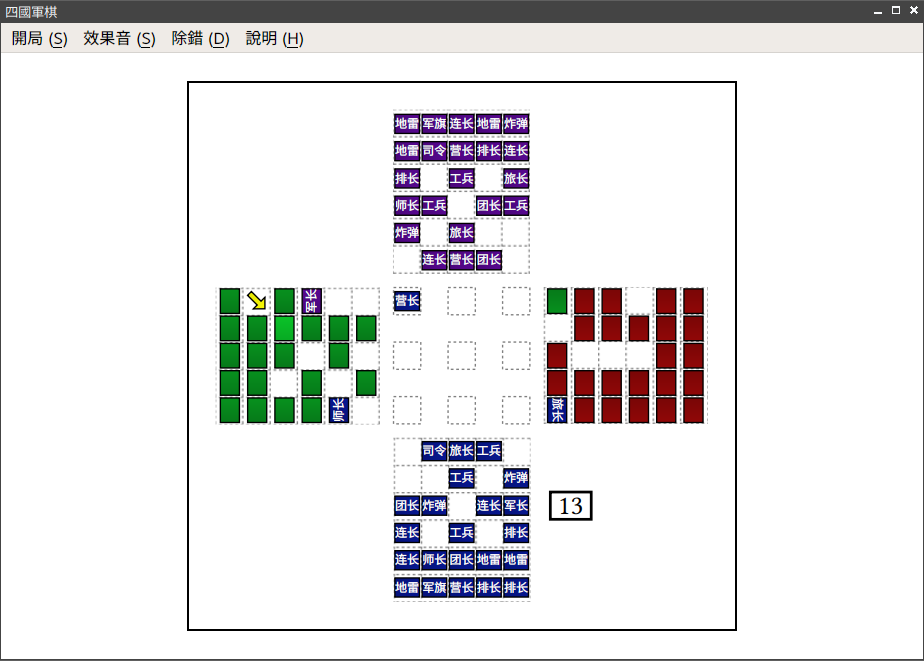 四國軍棋
開局 (S) 效果音 (S) 除錯 (D) 說明 (H)
地雷 军旗 连长 地雷 炸弹
地雷 司令 营长 排长 连长
排长 工兵 旅长
师长 工兵 团长 工兵
炸弹 旅长
连长 营长 团长
军长 营长
师长 旅长
司令 旅长 工兵
工兵 炸弹
团长 炸弹 连长 军长
13
连长 工兵 排长
连长 师长 团长 地雷 地雷
地雷 军旗 营长 排长 排长